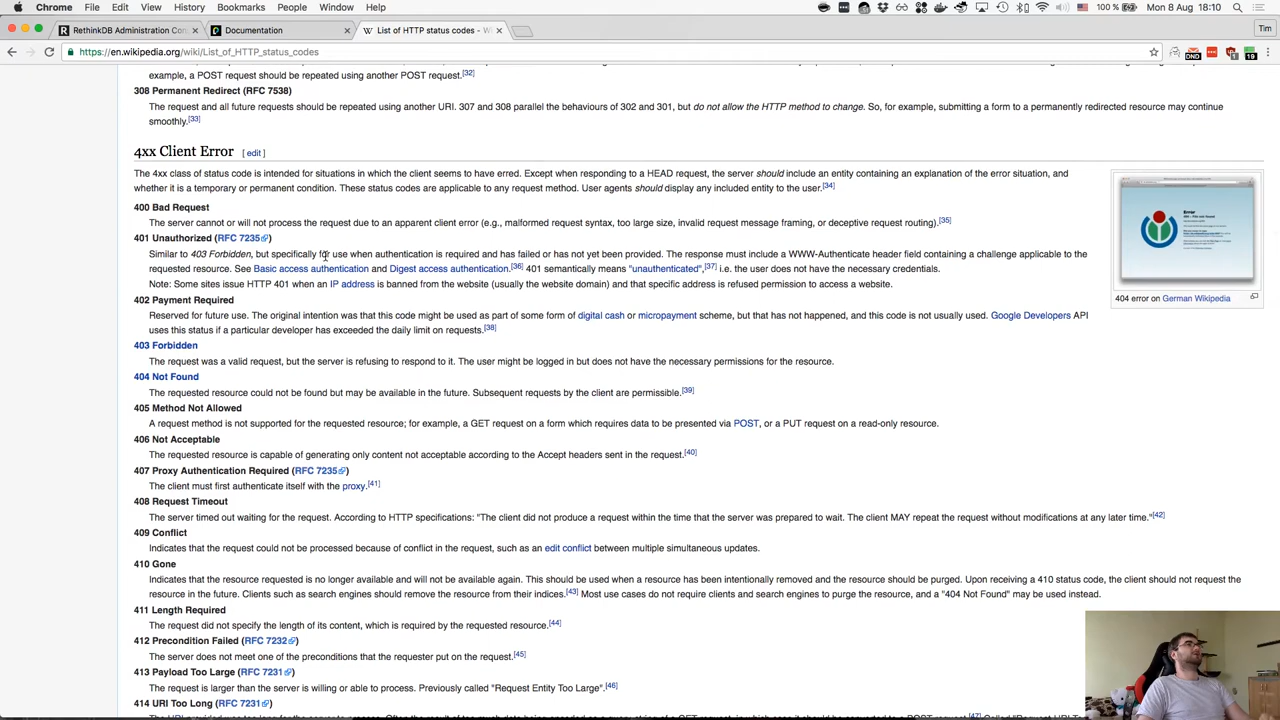 Chrome File Edit View History Bookmarks People Window Help 100 % Mon 8 Aug 18:10
RethinkDB Administration Con × Documentation × List of HTTP status codes - Wi × Tim
https://en.wikipedia.org/wiki/List_of_HTTP_status_codes
example, a POST request should be repeated using another POST request.[32]
308 Permanent Redirect (RFC 7538)
The request and all future requests should be repeated using another URI. 307 and 308 parallel the behaviours of 302 and 301, but do not allow the HTTP method to change. So, for example, submitting a form to a permanently redirected resource may continue
smoothly.[33]
4xx Client Error [ edit ]
The 4xx class of status code is intended for situations in which the client seems to have erred. Except when responding to a HEAD request, the server should include an entity containing an explanation of the error situation, and
whether it is a temporary or permanent condition. These status codes are applicable to any request method. User agents should display any included entity to the user.[34]
400 Bad Request
The server cannot or will not process the request due to an apparent client error (e.g., malformed request syntax, too large size, invalid request message framing, or deceptive request routing).[35]
401 Unauthorized (RFC 7235)
Similar to 403 Forbidden, but specifically for use when authentication is required and has failed or has not yet been provided. The response must include a WWW-Authenticate header field containing a challenge applicable to the
requested resource. See Basic access authentication and Digest access authentication.[36] 401 semantically means "unauthenticated",[37] i.e. the user does not have the necessary credentials.
Note: Some sites issue HTTP 401 when an IP address is banned from the website (usually the website domain) and that specific address is refused permission to access a website.
402 Payment Required
Reserved for future use. The original intention was that this code might be used as part of some form of digital cash or micropayment scheme, but that has not happened, and this code is not usually used. Google Developers API
uses this status if a particular developer has exceeded the daily limit on requests.[38]
403 Forbidden
The request was a valid request, but the server is refusing to respond to it. The user might be logged in but does not have the necessary permissions for the resource.
404 Not Found
The requested resource could not be found but may be available in the future. Subsequent requests by the client are permissible.[39]
405 Method Not Allowed
A request method is not supported for the requested resource; for example, a GET request on a form which requires data to be presented via POST, or a PUT request on a read-only resource.
406 Not Acceptable
The requested resource is capable of generating only content not acceptable according to the Accept headers sent in the request.[40]
407 Proxy Authentication Required (RFC 7235)
The client must first authenticate itself with the proxy.[41]
408 Request Timeout
The server timed out waiting for the request. According to HTTP specifications: "The client did not produce a request within the time that the server was prepared to wait. The client MAY repeat the request without modifications at any later time."[42]
409 Conflict
Indicates that the request could not be processed because of conflict in the request, such as an edit conflict between multiple simultaneous updates.
410 Gone
Indicates that the resource requested is no longer available and will not be available again. This should be used when a resource has been intentionally removed and the resource should be purged. Upon receiving a 410 status code, the client should not request the
resource in the future. Clients such as search engines should remove the resource from their indices.[43] Most use cases do not require clients and search engines to purge the resource, and a "404 Not Found" may be used instead.
411 Length Required
The request did not specify the length of its content, which is required by the requested resource.[44]
412 Precondition Failed (RFC 7232)
The server does not meet one of the preconditions that the requester put on the request.[45]
413 Payload Too Large (RFC 7231)
The request is larger than the server is willing or able to process. Previously called "Request Entity Too Large".[46]
414 URI Too Long (RFC 7231)
Error
404 error on German Wikipedia